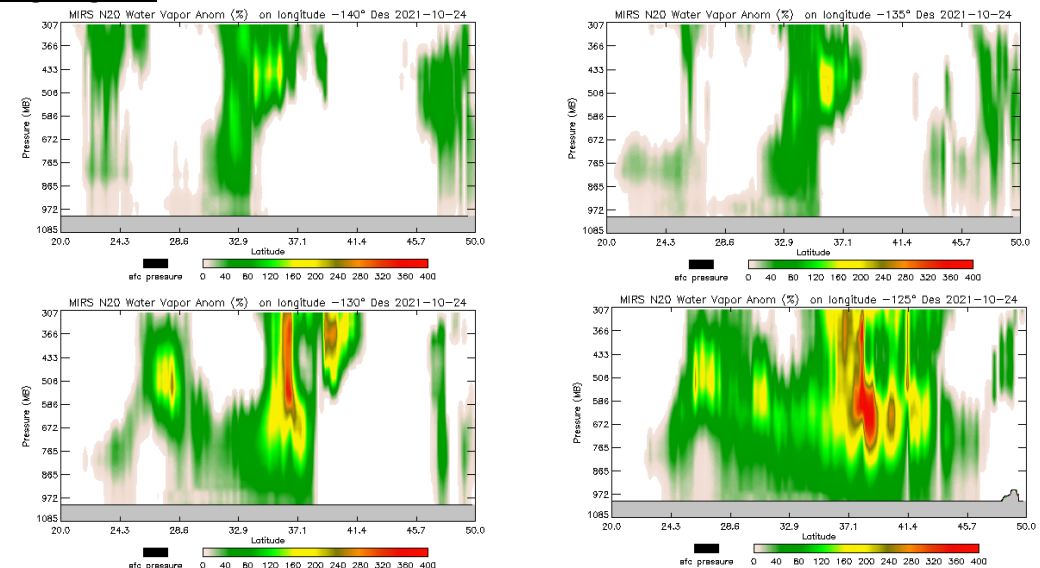 MIRS N20 Water Vapor Anom (%) on longitude -140° Des 2021-10-24
307
366
433
506
586
672
765
865
972
1085
Pressure (MB)
20.0 24.3 28.6 32.9 37.1 41.4 45.7 50.0
Latitude
sfc pressure
0 40 80 120 160 200 240 280 320 360 400
MIRS N20 Water Vapor Anom (%) on longitude -135° Des 2021-10-24
307
366
433
506
586
672
765
865
972
1085
Pressure (MB)
20.0 24.3 28.6 32.9 37.1 41.4 45.7 50.0
Latitude
sfc pressure
0 40 80 120 160 200 240 280 320 360 400
MIRS N20 Water Vapor Anom (%) on longitude -130° Des 2021-10-24
307
366
433
506
586
672
765
865
972
1085
Pressure (MB)
20.0 24.3 28.6 32.9 37.1 41.4 45.7 50.0
Latitude
sfc pressure
0 40 80 120 160 200 240 280 320 360 400
MIRS N20 Water Vapor Anom (%) on longitude -125° Des 2021-10-24
307
366
433
506
586
672
765
865
972
1085
Pressure (MB)
20.0 24.3 28.6 32.9 37.1 41.4 45.7 50.0
Latitude
sfc pressure
0 40 80 120 160 200 240 280 320 360 400